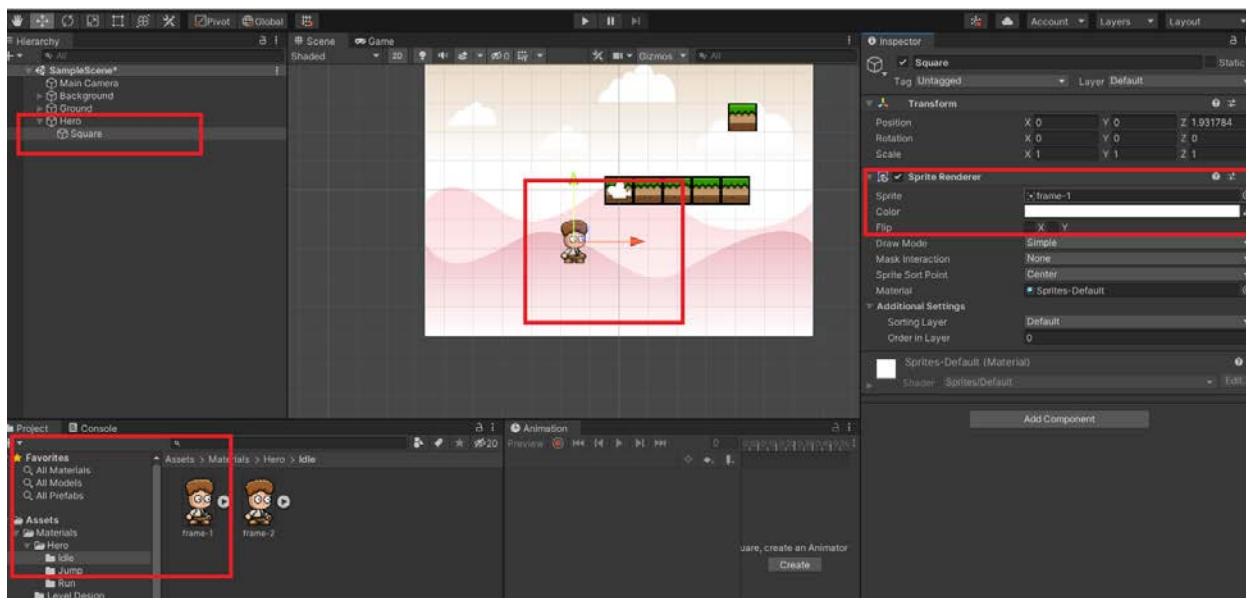 Pivot Global Account Layers Layout
Hierarchy
All
SampleScene*
Main Camera
Background
Ground
Hero
Square
Scene Game
Shaded 2D 0 Gizmos All
Inspector
Square Static
Tag Untagged Layer Default
Transform
Position X 0 Y 0 Z 1.931784
Rotation X 0 Y 0 Z 0
Scale X 1 Y 1 Z 1
Sprite Renderer
Sprite frame-1
Color
Flip X Y
Draw Mode Simple
Mask Interaction None
Sprite Sort Point Center
Material Sprites-Default
Additional Settings
Sorting Layer Default
Order in Layer 0
Sprites-Default (Material)
Shader Sprites/Default Edit
Add Component
Project Console
20
Favorites
All Materials
All Models
All Prefabs
Assets
Materials
Hero
Idle
Jump
Run
Level Design
Assets > Materials > Hero > Idle
frame-1 frame-2
Animation
Preview 0
uare, create an Animator
Create